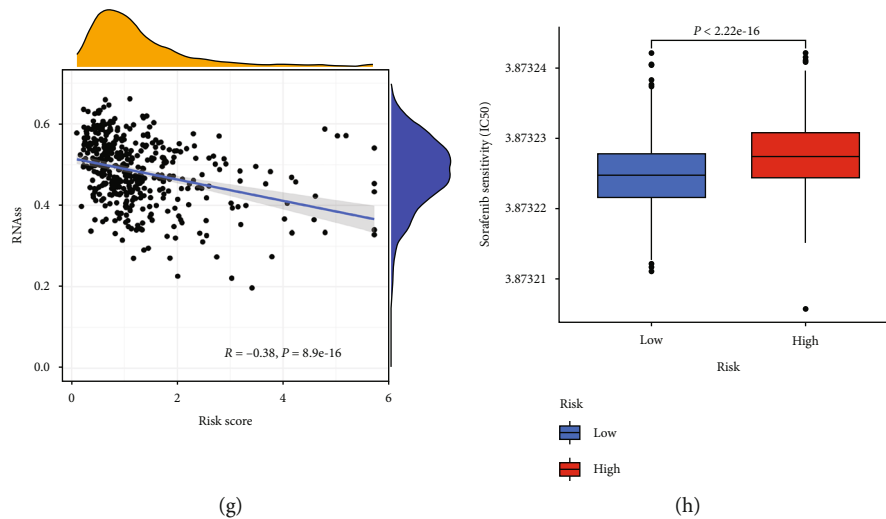 0.6
0.4
0.2
0.0
RNAss
R = −0.38, P = 8.9e-16
0
2
4
6
Risk score
(g)
P < 2.22e-16
3.87324
3.87323
3.87322
3.87321
Sorafenib sensitivity (IC50)
Low
High
Risk
Risk
Low
High
(h)